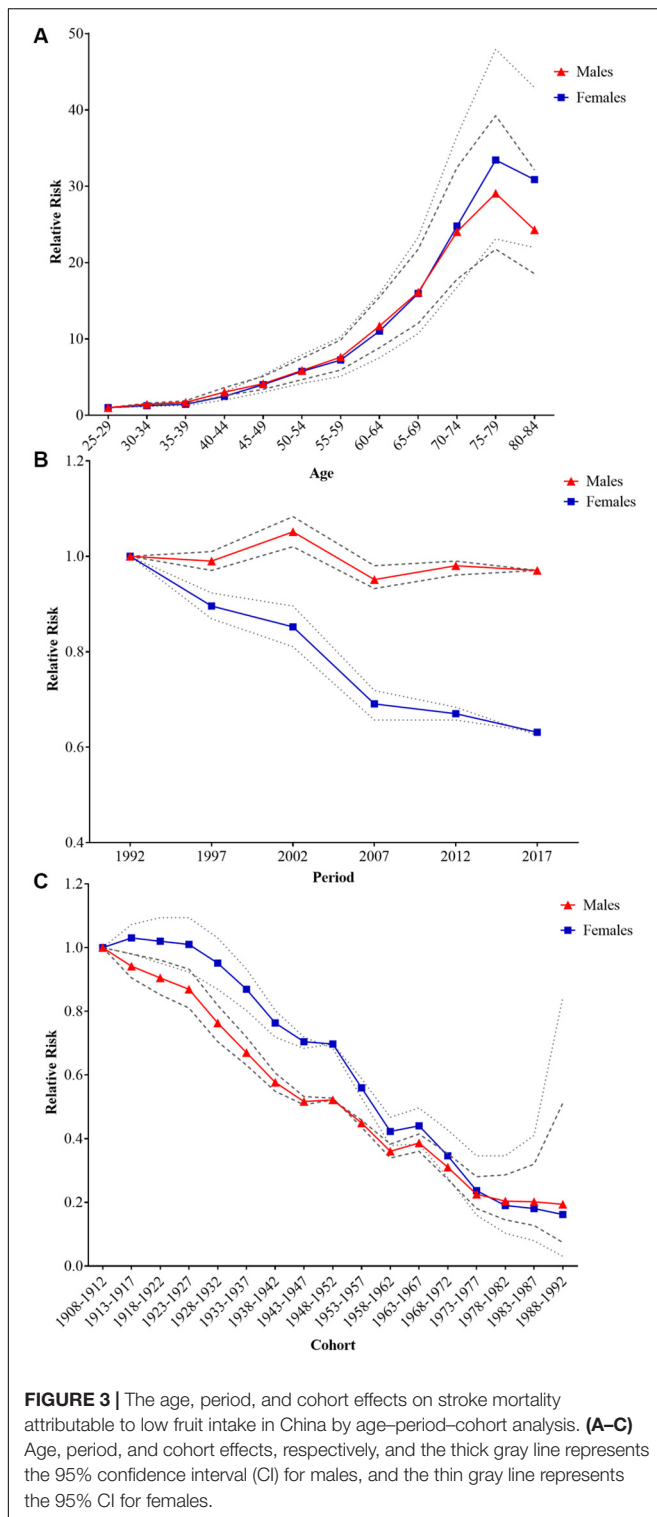 A
50
40
30
20
10
0
Relative Risk
Males
Females
25-29
30-34
35-39
40-44
45-49
50-54
55-59
60-64
65-69
70-74
75-79
80-84
Age
B
1.2
1.0
0.8
0.6
0.4
Relative Risk
Males
Females
1992
1997
2002
2007
2012
2017
Period
C
1.2
1.0
0.8
0.6
0.4
0.2
0.0
Relative Risk
Males
Females
1908-1912
1913-1917
1918-1922
1923-1927
1928-1932
1933-1937
1938-1942
1943-1947
1948-1952
1953-1957
1958-1962
1963-1967
1968-1972
1973-1977
1978-1982
1983-1987
1988-1992
Cohort
FIGURE 3 | The age, period, and cohort effects on stroke mortality
attributable to low fruit intake in China by age–period–cohort analysis. (A–C)
Age, period, and cohort effects, respectively, and the thick gray line represents
the 95% confidence interval (CI) for males, and the thin gray line represents
the 95% CI for females.